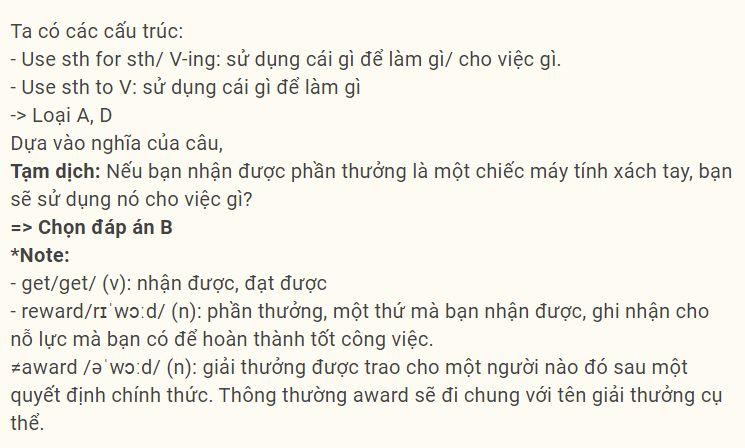 Ta có các cấu trúc:
- Use sth for sth/ V-ing: sử dụng cái gì để làm gì/ cho việc gì.
- Use sth to V: sử dụng cái gì để làm gì
-> Loại A, D
Dựa vào nghĩa của câu,
Tạm dịch: Nếu bạn nhận được phần thưởng là một chiếc máy tính xách tay, bạn
sẽ sử dụng nó cho việc gì?
=> Chọn đáp án B
*Note:
- get/get/ (v): nhận được, đạt được
- reward/rɪˈwɔːd/ (n): phần thưởng, một thứ mà bạn nhận được, ghi nhận cho
nỗ lực mà bạn có để hoàn thành tốt công việc.
≠award /əˈwɔːd/ (n): giải thưởng được trao cho một người nào đó sau một
quyết định chính thức. Thông thường award sẽ đi chung với tên giải thưởng cụ
thể.